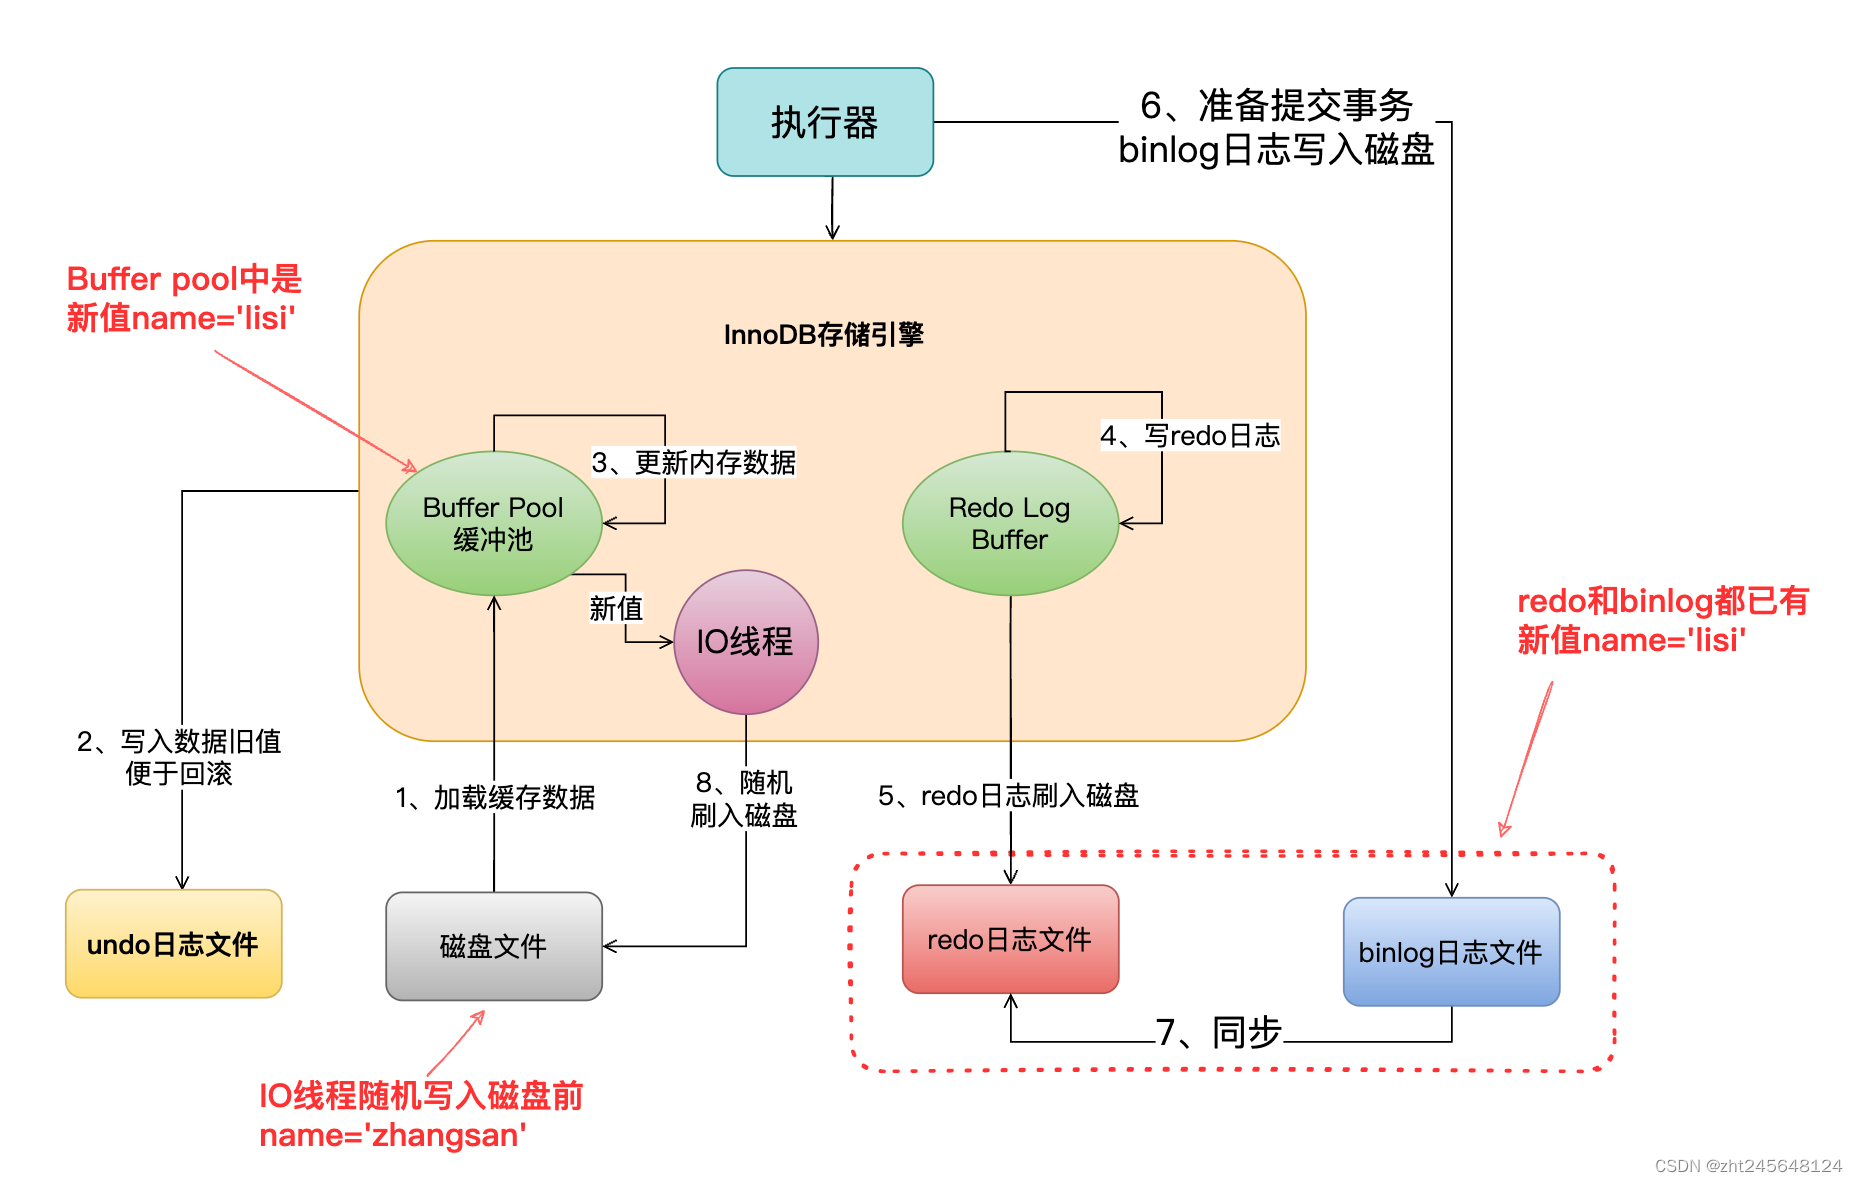 执行器
6、准备提交事务
binlog日志写入磁盘
Buffer pool中是
新值name='lisi'
InnoDB存储引擎
3、更新内存数据
4、写redo日志
Buffer Pool
缓冲池
Redo Log
Buffer
新值
IO线程
redo和binlog都已有
新值name='lisi'
2、写入数据旧值
便于回滚
1、加载缓存数据
8、随机
刷入磁盘
5、redo日志刷入磁盘
undo日志文件
磁盘文件
redo日志文件
binlog日志文件
7、同步
IO线程随机写入磁盘前
name='zhangsan'
CSDN @zht245648124